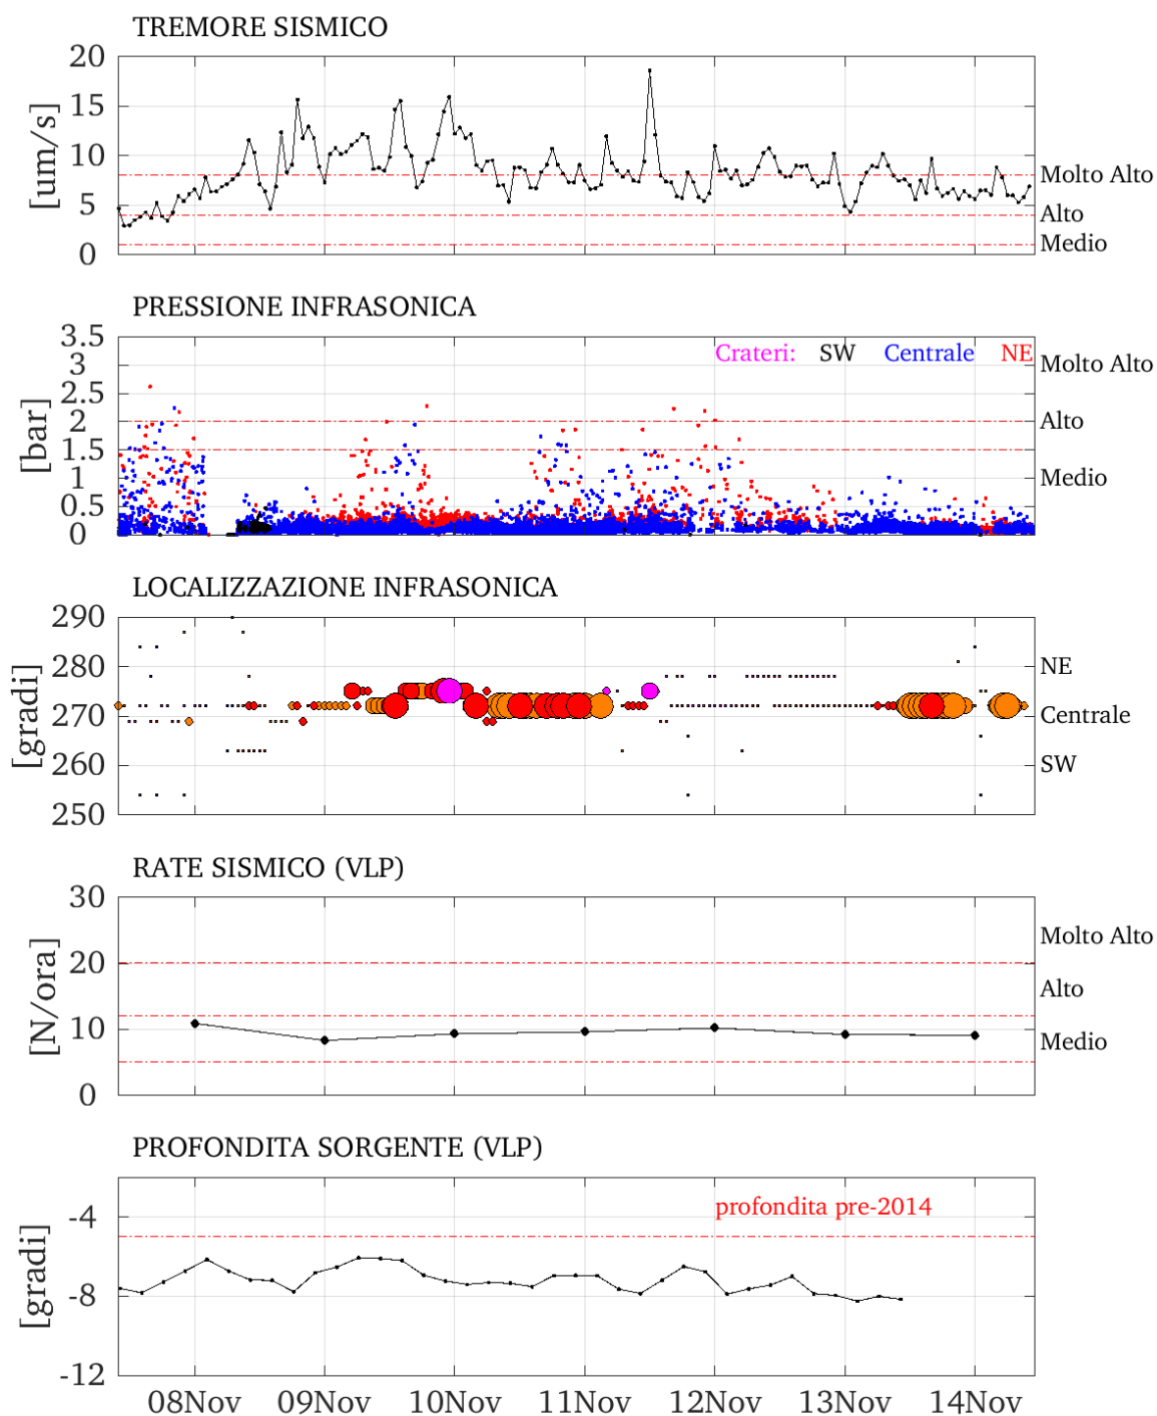 TREMORE SISMICO
20
15
10
5
0
[um/s]
Molto Alto
Alto
Medio
PRESSIONE INFRASONICA
3.5
3
2.5
2
1.5
1
0.5
0
[bar]
Crateri: SW Centrale NE
Molto Alto
Alto
Medio
LOCALIZZAZIONE INFRASONICA
290
280
270
260
250
[gradi]
NE
Centrale
SW
RATE SISMICO (VLP)
30
20
10
0
[N/ora]
Molto Alto
Alto
Medio
PROFONDITA SORGENTE (VLP)
-4
-8
-12
[gradi]
profondita pre-2014
08Nov 09Nov 10Nov 11Nov 12Nov 13Nov 14Nov